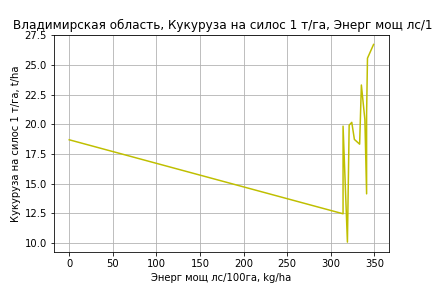 Владимирская область, Кукуруза на силос 1 т/га, Энерг мощ лс/1
27.5
25.0
22.5
20.0
17.5
15.0
12.5
10.0
Кукуруза на силос 1 т/га, t/ha
0 50 100 150 200 250 300 350
Энерг мощ лс/100га, kg/ha